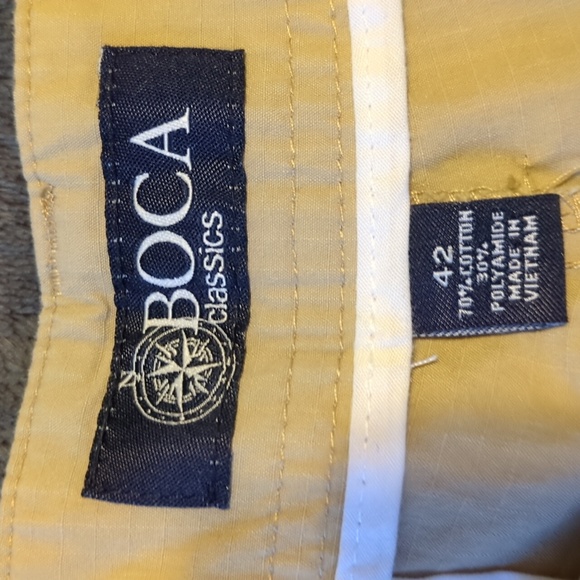 BOCA
classics
N
42
70% COTTON
30%
POLYAMIDE
MADE IN
VIETNAM